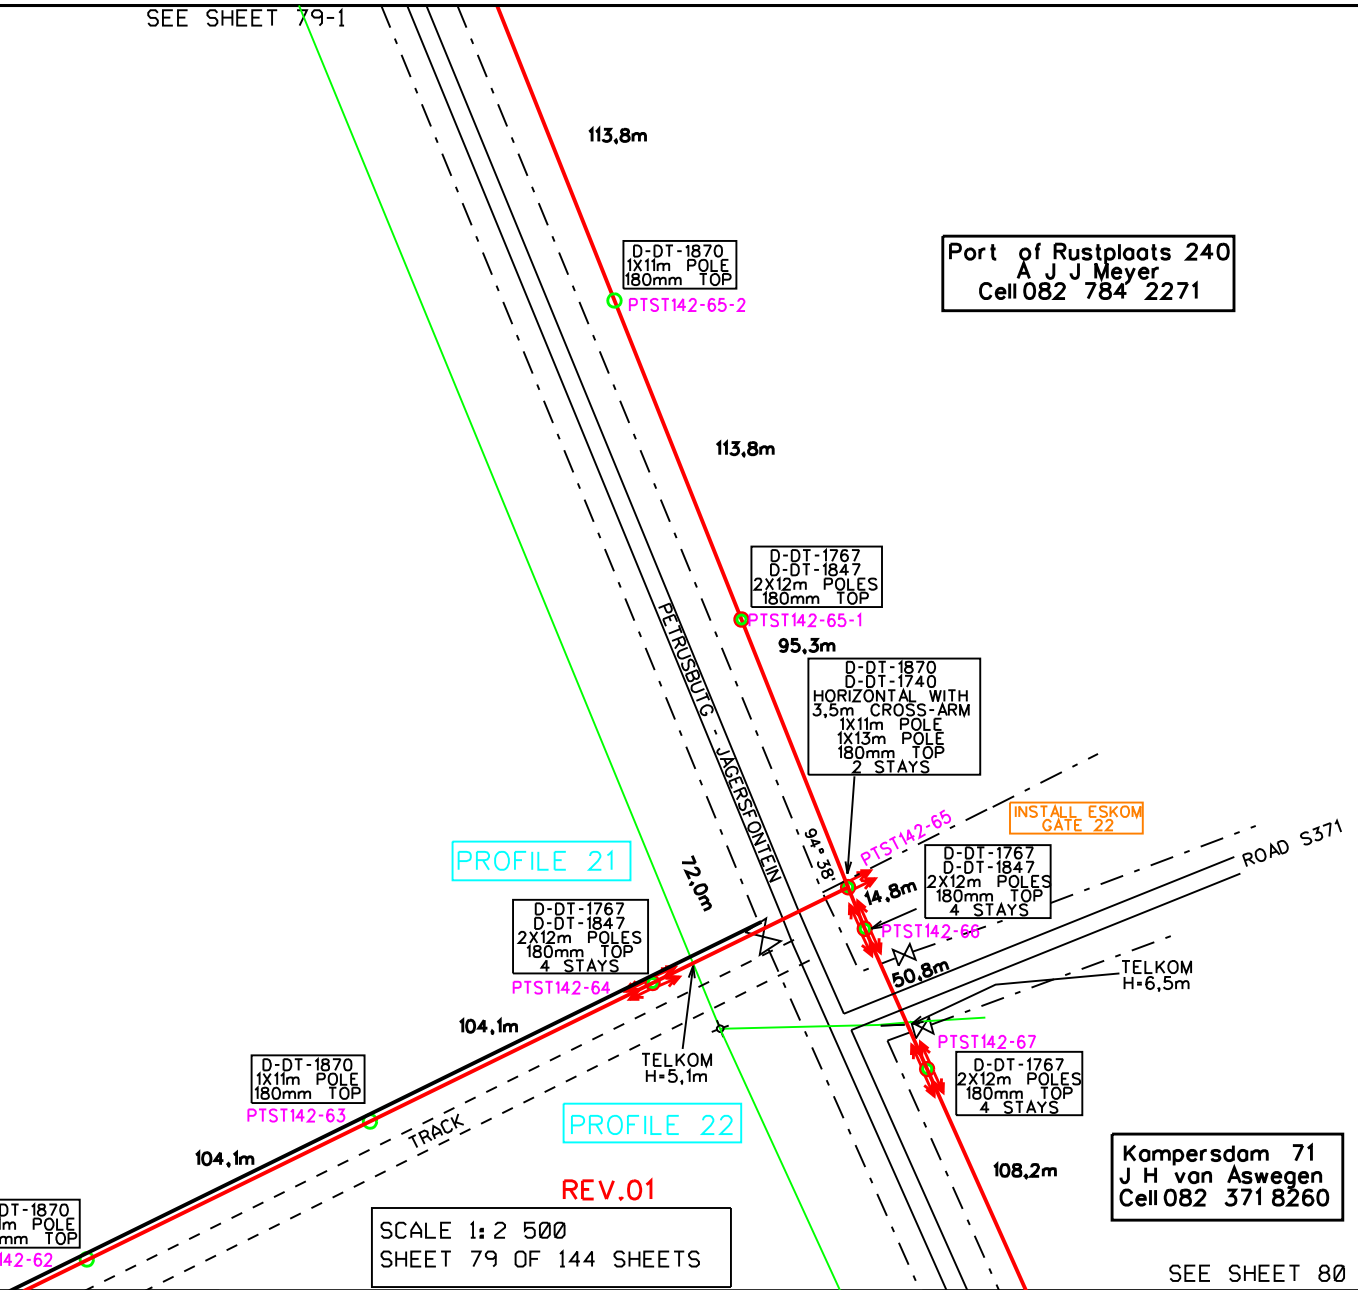 SEE SHEET 79-1
113,8m
D-DT-1870
1X11m POLE
180mm TOP
PTST142-65-2
Port of Rustplaats 240
A J J Meyer
Cell 082 784 2271
113,8m
D-DT-1767
D-DT-1847
2X12m POLES
180mm TOP
PTST142-65-1
95,3m
D-DT-1870
D-DT-1740
HORIZONTAL WITH
3,5m CROSS-ARM
1X11m POLE
1X13m POLE
180mm TOP
2 STAYS
PETRUSBUTG - JAGERSFONTEIN
94° 38'
PTST142-65
INSTALL ESKOM
GATE 22
ROAD S371
PROFILE 21
72.0m
D-DT-1767
D-DT-1847
2X12m POLES
180mm TOP
4 STAYS
14,8m
PTST142-66
D-DT-1767
D-DT-1847
2X12m POLES
180mm TOP
4 STAYS
PTST142-64
50,8m
TELKOM
H=6,5m
104,1m
TELKOM
H=5,1m
PTST142-67
D-DT-1767
2X12m POLES
180mm TOP
4 STAYS
D-DT-1870
1X11m POLE
180mm TOP
PTST142-63
TRACK
PROFILE 22
104,1m
108,2m
Kampersdam 71
J H van Aswegen
Cell 082 371 8260
REV.01
DT-1870
m POLE
mm TOP
142-62
SCALE 1: 2 500
SHEET 79 OF 144 SHEETS
SEE SHEET 80